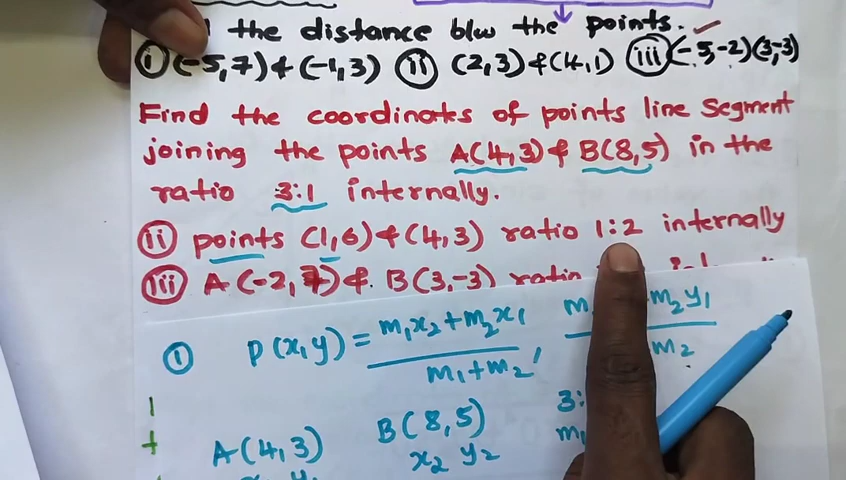 the distance b/w the points.
i (-5,7) & (-1,3) ii (2,3) & (4,1) iii (-5,-2)(3,-3)
Find the coordinates of points line segment
joining the points A(4,3) & B(8,5) in the
ratio 3:1 internally.
ii points (1,6) & (4,3) ratio 1:2 internally
iii A(-2, 7) & B(3,-3) ratio
1 P(x,y) = m₁x₂+m₂x₁ / m₁+m₂ , m₂y₁ / m₂
A(4,3) B(8,5) 3:
x₂ y₂ m₁